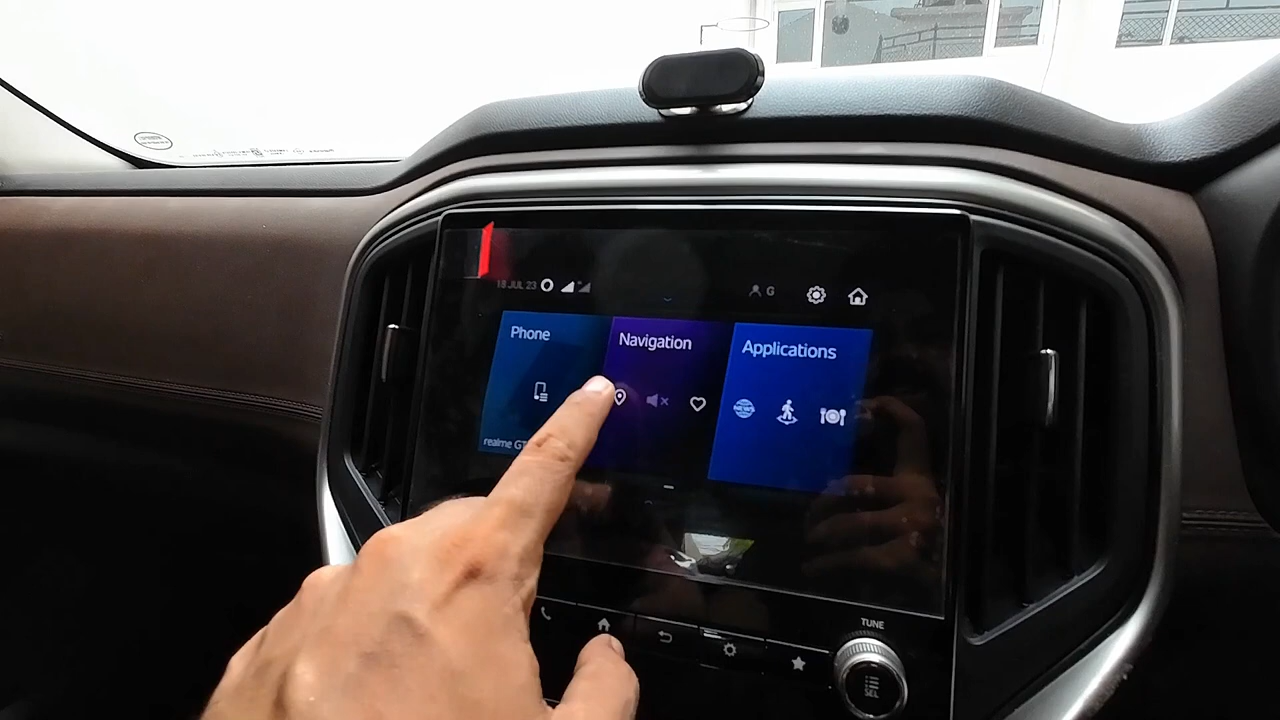 18 JUL 23
G
Phone
Navigation
Applications
NEWS
realme GT
TUNE
SEL